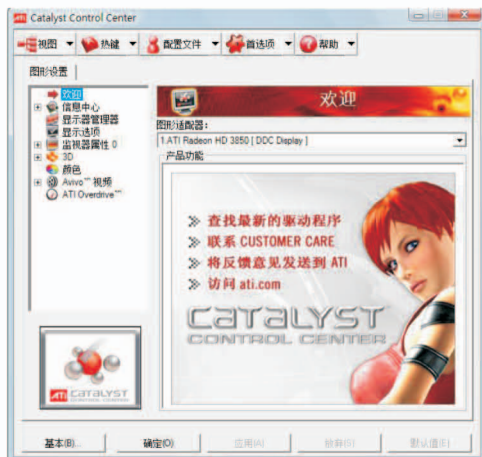 Catalyst Control Center
视图 热键 配置文件 首选项 帮助
图形设置
欢迎
信息中心
显示器管理器
显示选项
监视器属性 0
3D
颜色
Avivo™ 视频
ATI Overdrive™
欢迎
图形适配器：
1.ATI Radeon HD 3850 [ DDC Display ]
产品功能
查找最新的驱动程序
联系 CUSTOMER CARE
将反馈意见发送到 ATI
访问 ati.com
CATALYST
CONTROL CENTER
ATI CATALYST
CONTROL CENTER
基本(B)... 确定(O) 应用(A) 放弃(S) 默认值(E)